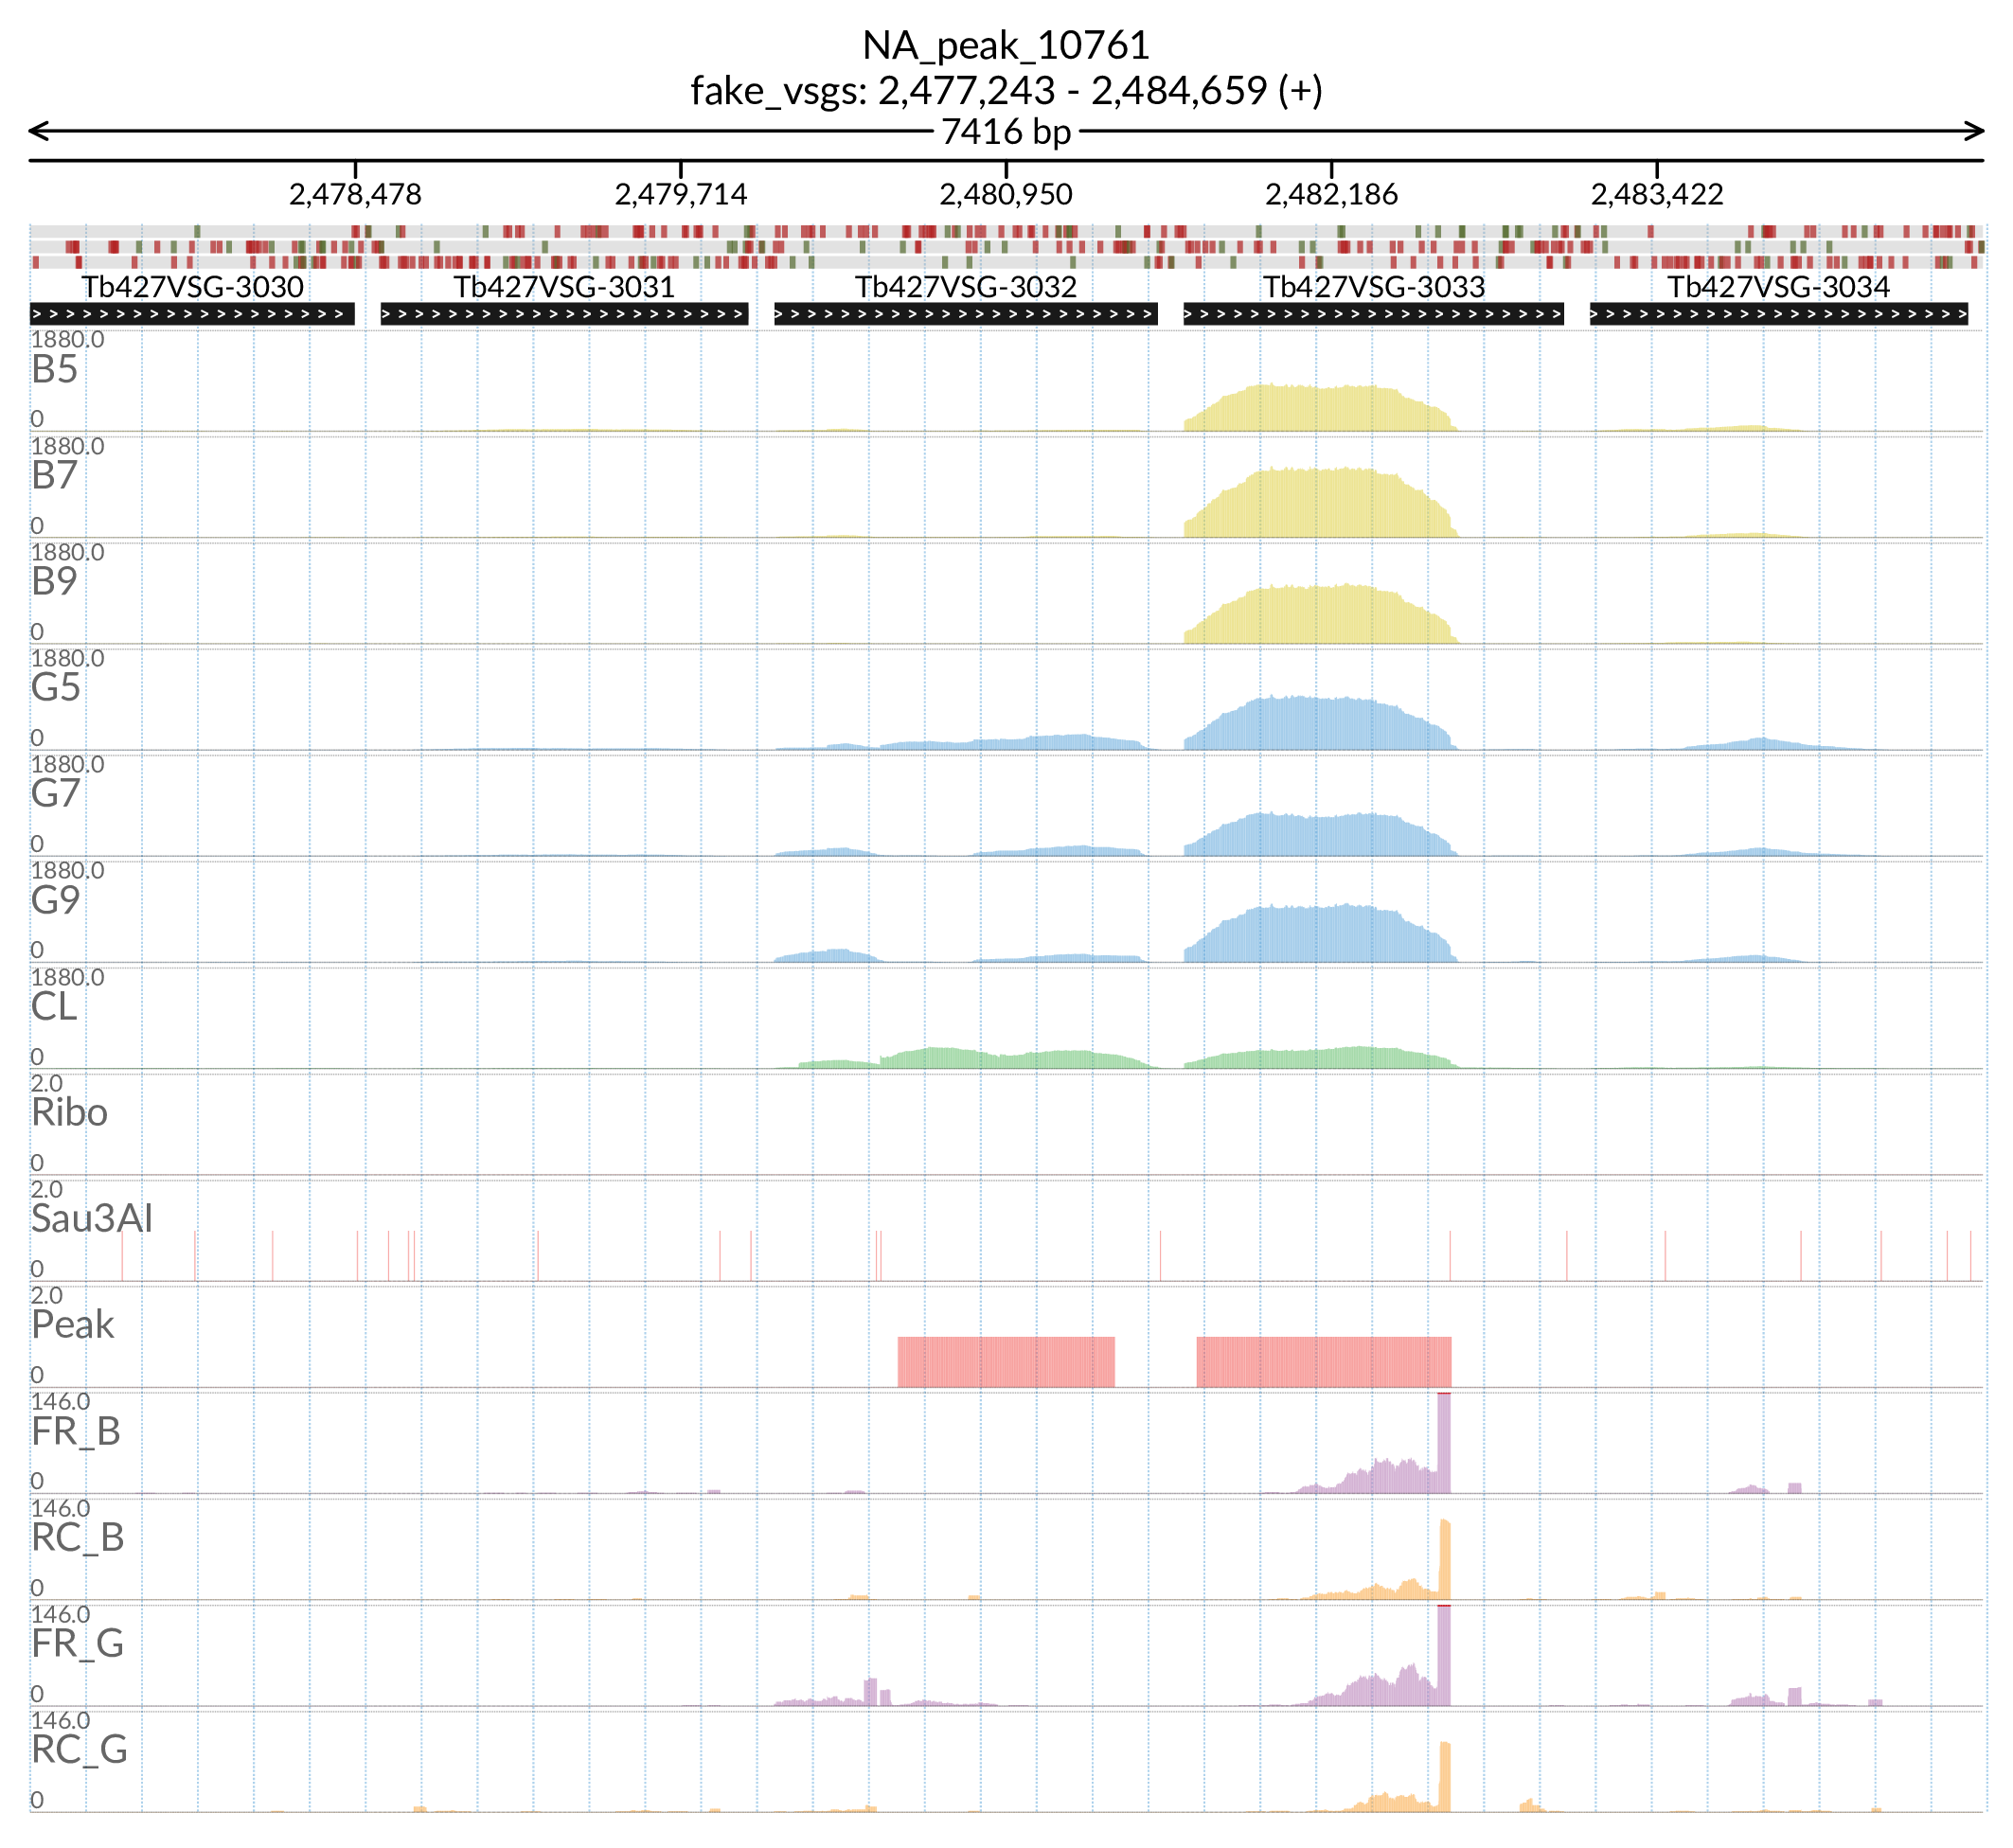 NA_peak_10761
fake_vsgs: 2,477,243 - 2,484,659 (+)
7416 bp
2,478,478 2,479,714 2,480,950 2,482,186 2,483,422
Tb427VSG-3030 Tb427VSG-3031 Tb427VSG-3032 Tb427VSG-3033 Tb427VSG-3034
1880.0
B5
0
1880.0
B7
0
1880.0
B9
0
1880.0
G5
0
1880.0
G7
0
1880.0
G9
0
1880.0
CL
0
2.0
Ribo
0
2.0
Sau3AI
0
2.0
Peak
0
146.0
FR_B
0
146.0
RC_B
0
146.0
FR_G
0
146.0
RC_G
0